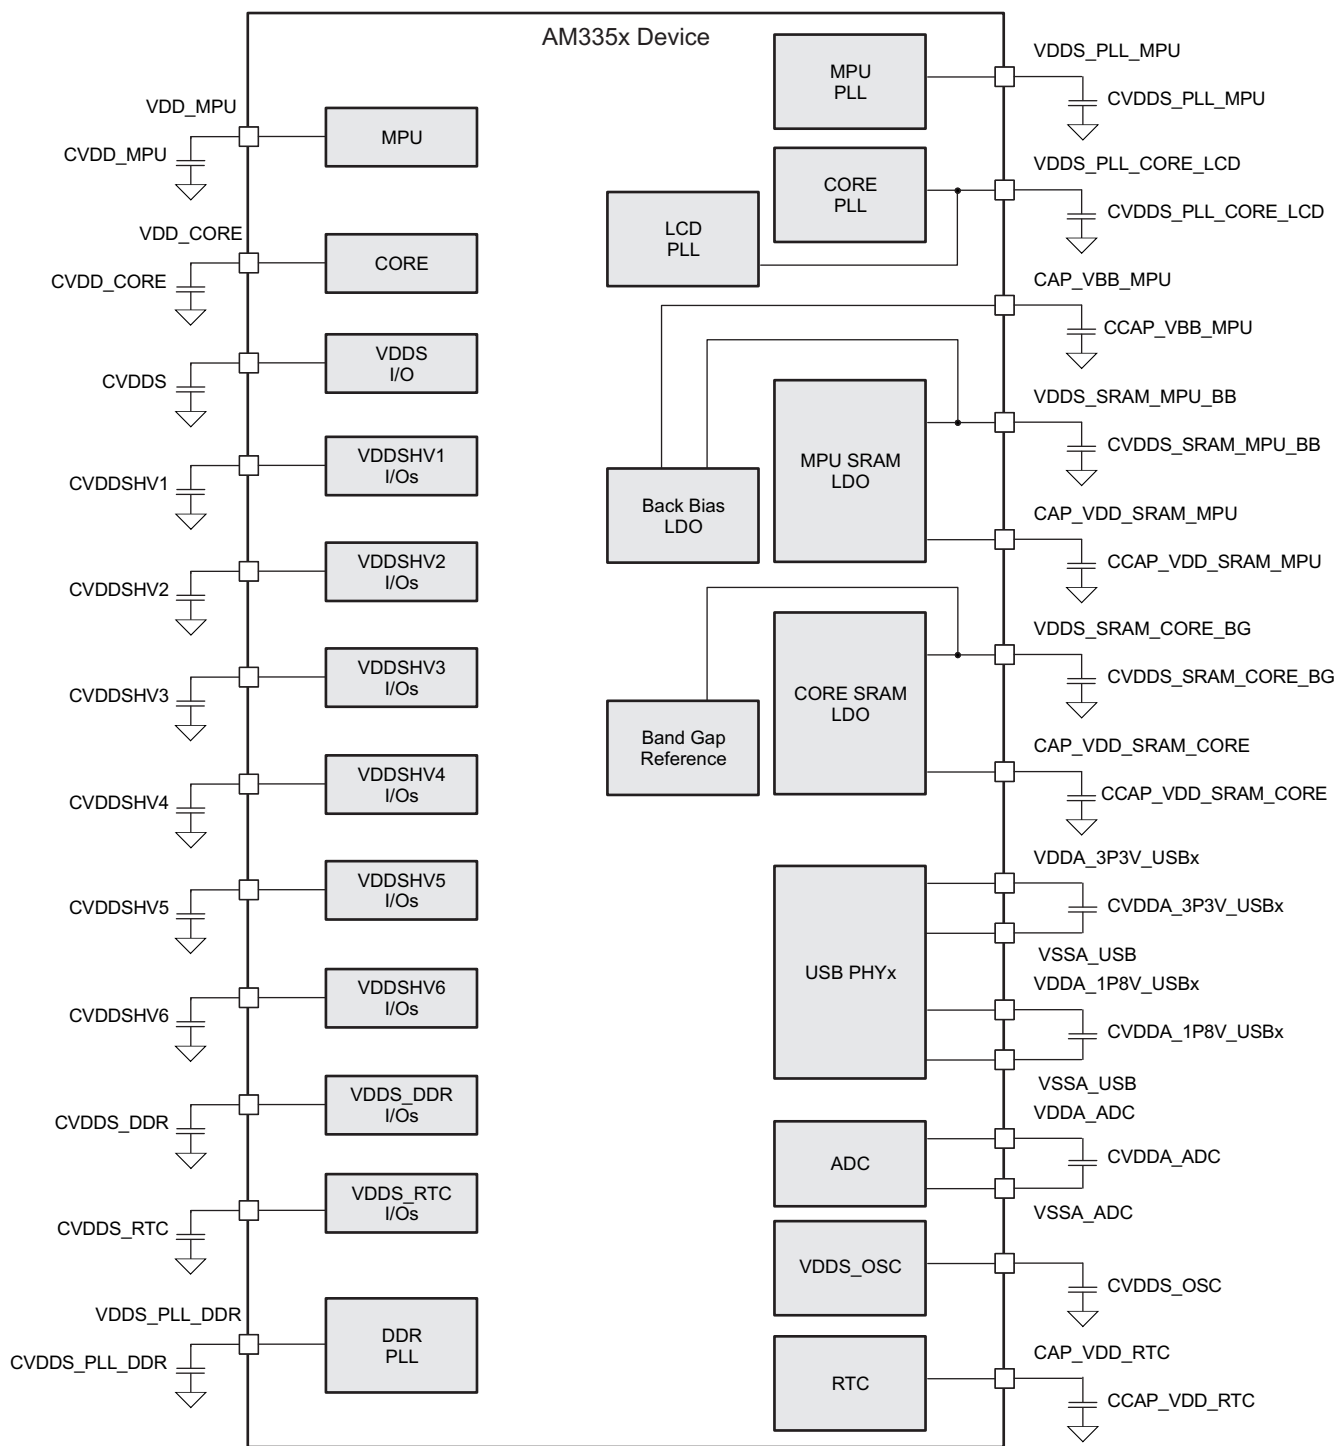 AM335x Device
VDD_MPU
CVDD_MPU
MPU
VDD_CORE
CVDD_CORE
CORE
CVDDS
VDDS
I/O
CVDDSHV1
VDDSHV1
I/Os
CVDDSHV2
VDDSHV2
I/Os
CVDDSHV3
VDDSHV3
I/Os
CVDDSHV4
VDDSHV4
I/Os
CVDDSHV5
VDDSHV5
I/Os
CVDDSHV6
VDDSHV6
I/Os
CVDDS_DDR
VDDS_DDR
I/Os
CVDDS_RTC
VDDS_RTC
I/Os
VDDS_PLL_DDR
CVDDS_PLL_DDR
DDR
PLL
MPU
PLL
VDDS_PLL_MPU
CVDDS_PLL_MPU
CORE
PLL
LCD
PLL
VDDS_PLL_CORE_LCD
CVDDS_PLL_CORE_LCD
CAP_VBB_MPU
CCAP_VBB_MPU
Back Bias
LDO
MPU SRAM
LDO
VDDS_SRAM_MPU_BB
CVDDS_SRAM_MPU_BB
CAP_VDD_SRAM_MPU
CCAP_VDD_SRAM_MPU
Band Gap
Reference
CORE SRAM
LDO
VDDS_SRAM_CORE_BG
CVDDS_SRAM_CORE_BG
CAP_VDD_SRAM_CORE
CCAP_VDD_SRAM_CORE
USB PHYx
VDDA_3P3V_USBx
CVDDA_3P3V_USBx
VSSA_USB
VDDA_1P8V_USBx
CVDDA_1P8V_USBx
VSSA_USB
ADC
VDDA_ADC
CVDDA_ADC
VSSA_ADC
VDDS_OSC
CVDDS_OSC
RTC
CAP_VDD_RTC
CCAP_VDD_RTC